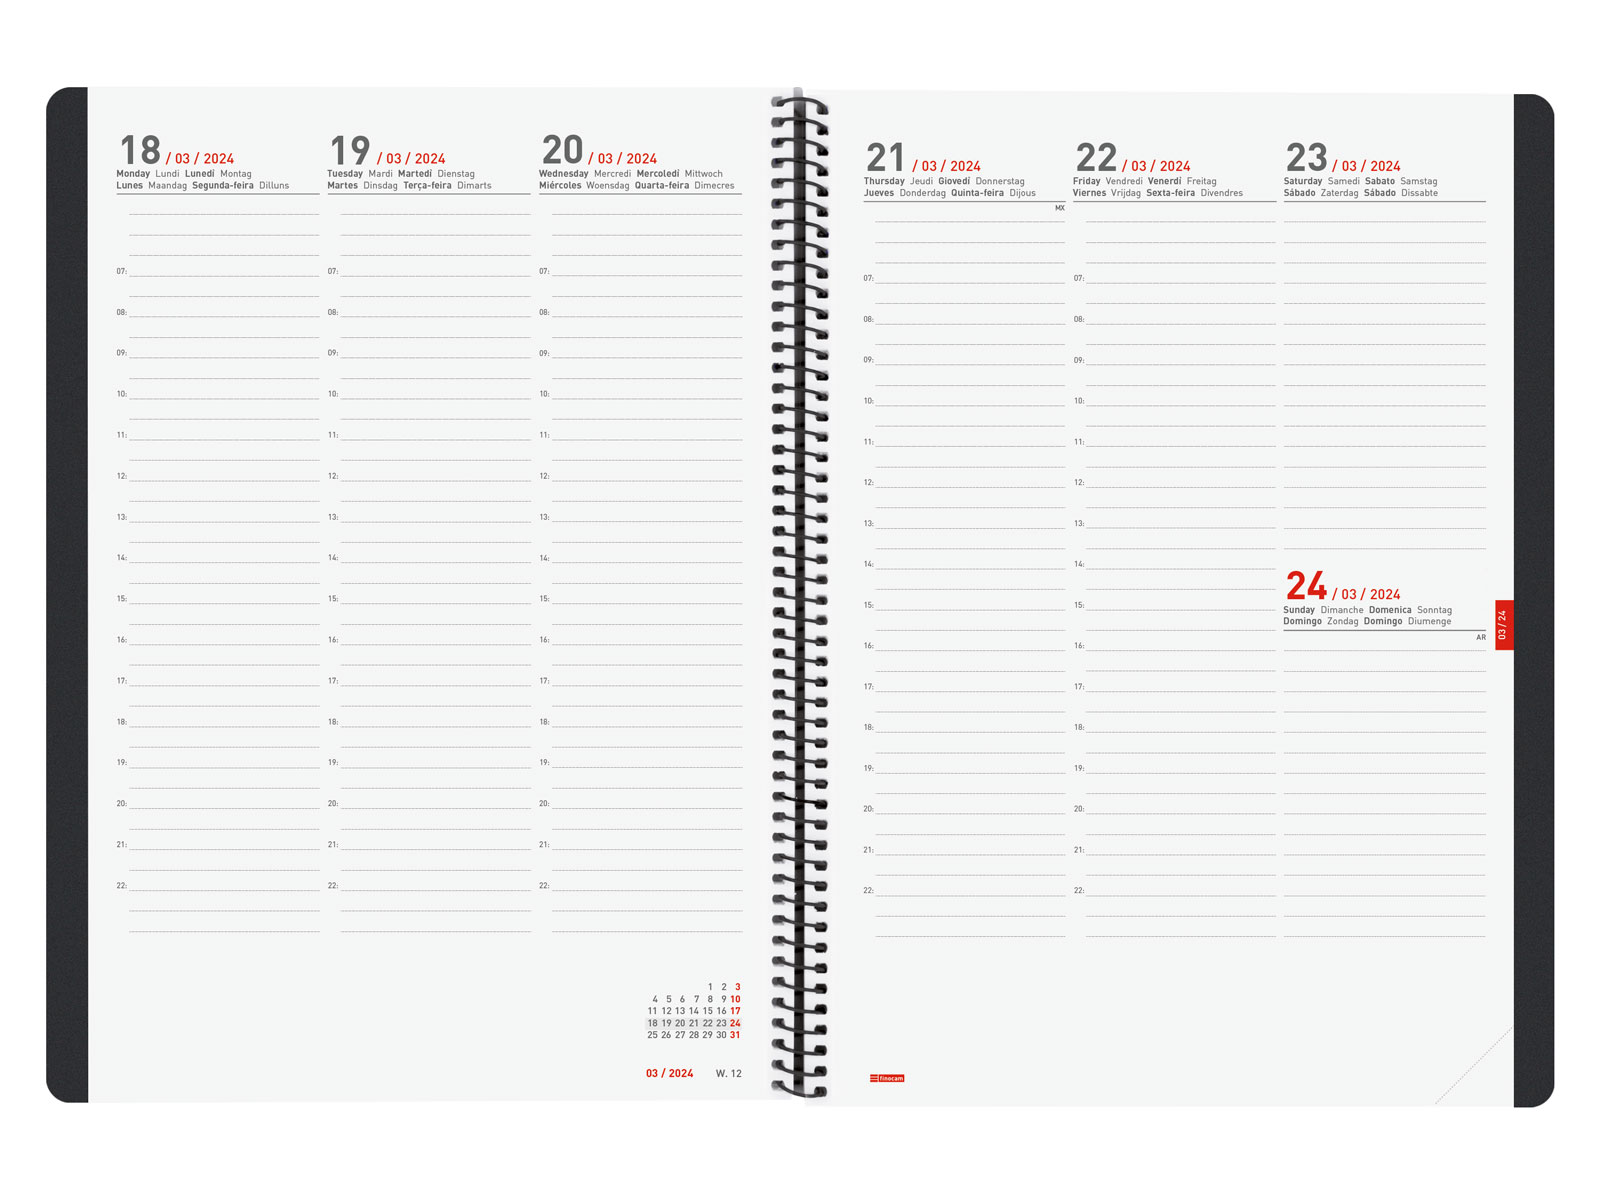 18 / 03 / 2024
Monday Lundi Lunedì Montag
Lunes Maandag Segunda-feira Dilluns
07:
08:
09:
10:
11:
12:
13:
14:
15:
16:
17:
18:
19:
20:
21:
22:
19 / 03 / 2024
Tuesday Mardi Martedì Dienstag
Martes Dinsdag Terça-feira Dimarts
07:
08:
09:
10:
11:
12:
13:
14:
15:
16:
17:
18:
19:
20:
21:
22:
20 / 03 / 2024
Wednesday Mercredi Mercoledì Mittwoch
Miércoles Woensdag Quarta-feira Dimecres
07:
08:
09:
10:
11:
12:
13:
14:
15:
16:
17:
18:
19:
20:
21:
22:
1 2 3
4 5 6 7 8 9 10
11 12 13 14 15 16 17
18 19 20 21 22 23 24
25 26 27 28 29 30 31
03 / 2024 W. 12
21 / 03 / 2024
Thursday Jeudi Giovedì Donnerstag
Jueves Donderdag Quinta-feira Dijous
MX
07:
08:
09:
10:
11:
12:
13:
14:
15:
16:
17:
18:
19:
20:
21:
22:
22 / 03 / 2024
Friday Vendredi Venerdì Freitag
Viernes Vrijdag Sexta-feira Divendres
07:
08:
09:
10:
11:
12:
13:
14:
15:
16:
17:
18:
19:
20:
21:
22:
23 / 03 / 2024
Saturday Samedi Sabato Samstag
Sábado Zaterdag Sábado Dissabte
24 / 03 / 2024
Sunday Dimanche Domenica Sonntag
Domingo Zondag Domingo Diumenge
AR
03 / 24
finocam